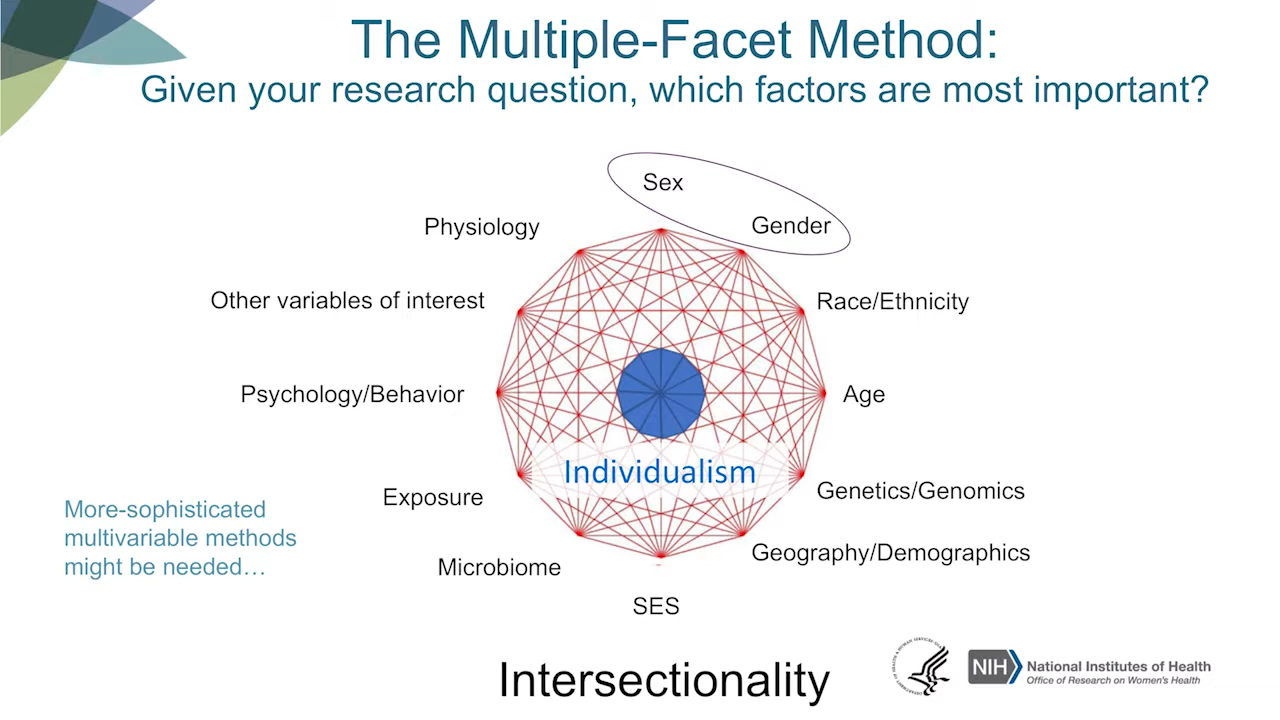 The Multiple-Facet Method:
Given your research question, which factors are most important?
Sex
Gender
Physiology
Other variables of interest
Race/Ethnicity
Psychology/Behavior
Age
Individualism
Exposure
Genetics/Genomics
More-sophisticated
multivariable methods
might be needed…
Microbiome
Geography/Demographics
SES
Intersectionality
NIH
National Institutes of Health
Office of Research on Women's Health